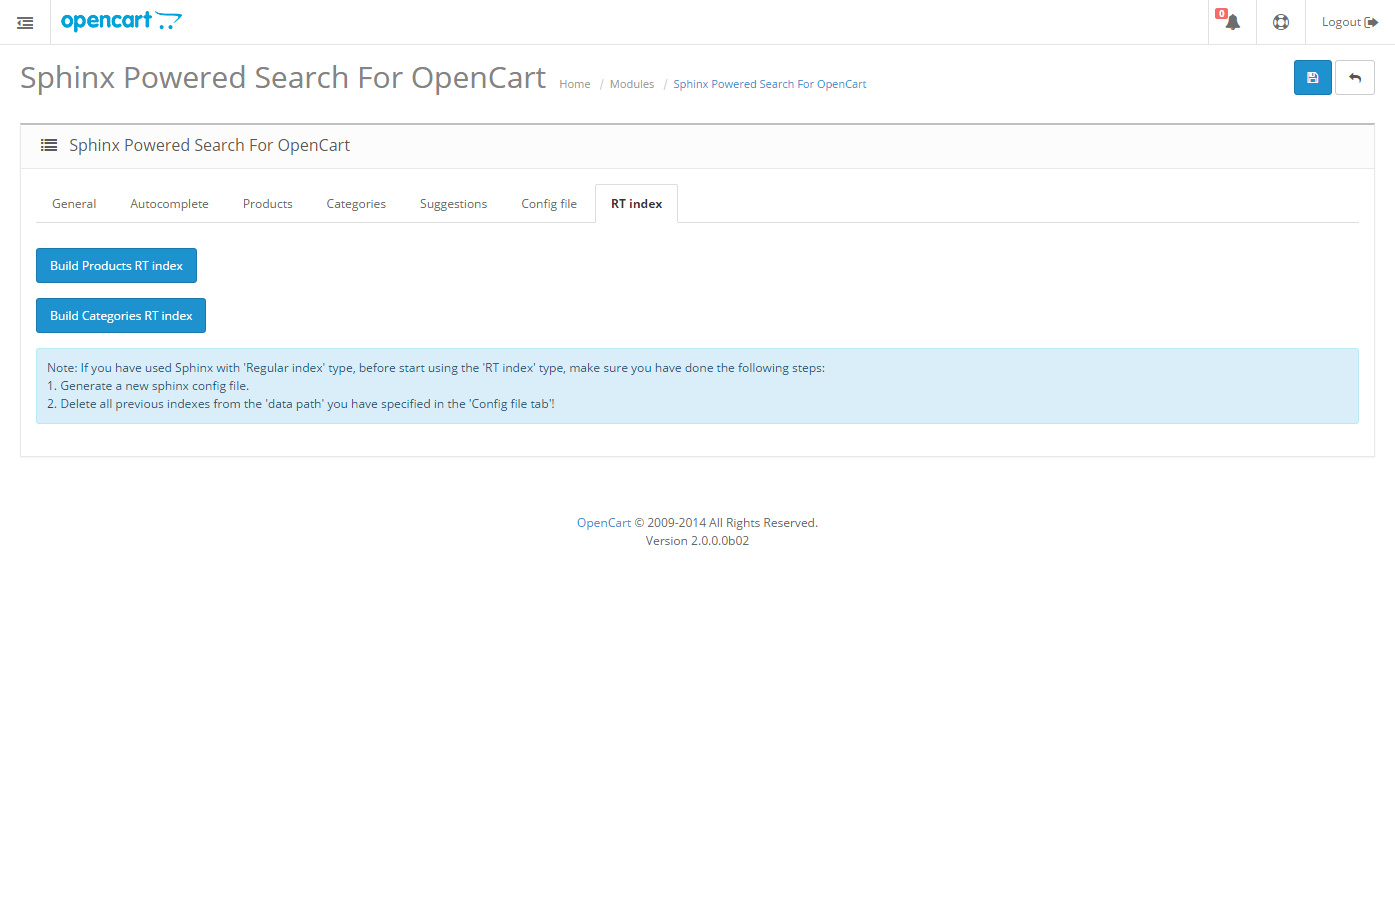 opencart
0
Logout
Sphinx Powered Search For OpenCart
Home / Modules / Sphinx Powered Search For OpenCart
Sphinx Powered Search For OpenCart
General Autocomplete Products Categories Suggestions Config file RT index
Build Products RT index
Build Categories RT index
Note: If you have used Sphinx with 'Regular index' type, before start using the 'RT index' type, make sure you have done the following steps:
1. Generate a new sphinx config file.
2. Delete all previous indexes from the 'data path' you have specified in the 'Config file tab'!
OpenCart © 2009-2014 All Rights Reserved.
Version 2.0.0.0b02